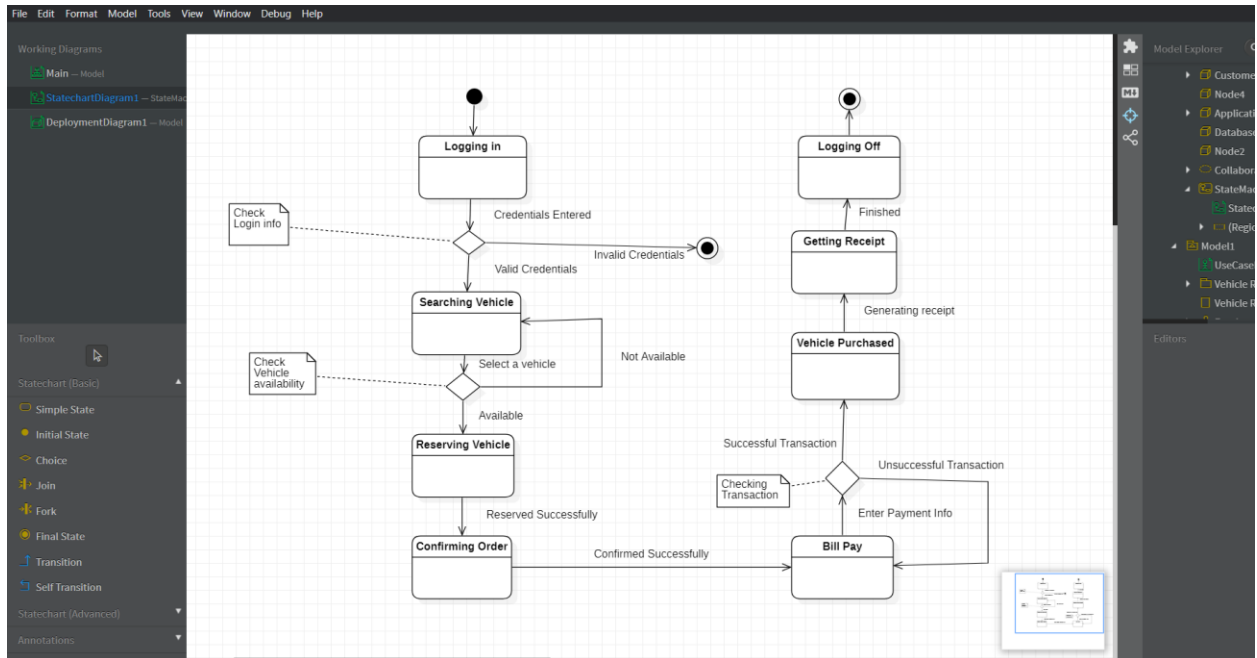 File Edit Format Model Tools View Window Debug Help
Working Diagrams
Main — Model
StatechartDiagram1 — StateMac
DeploymentDiagram1 — Model
Toolbox
Statechart (Basic)
Simple State
Initial State
Choice
Join
Fork
Final State
Transition
Self Transition
Statechart (Advanced)
Annotations
Logging in
Credentials Entered
Check
Login info
Invalid Credentials
Valid Credentials
Searching Vehicle
Select a vehicle
Not Available
Check
Vehicle
availability
Available
Reserving Vehicle
Reserved Successfully
Confirming Order
Confirmed Successfully
Bill Pay
Enter Payment Info
Checking
Transaction
Unsuccessful Transaction
Successful Transaction
Vehicle Purchased
Generating receipt
Getting Receipt
Finished
Logging Off
M↓
Model Explorer
Custome
Node4
Applicati
Databas
Node2
Collabor
StateMac
Statec
(Regio
Model1
UseCase
Vehicle R
Vehicle R
Editors